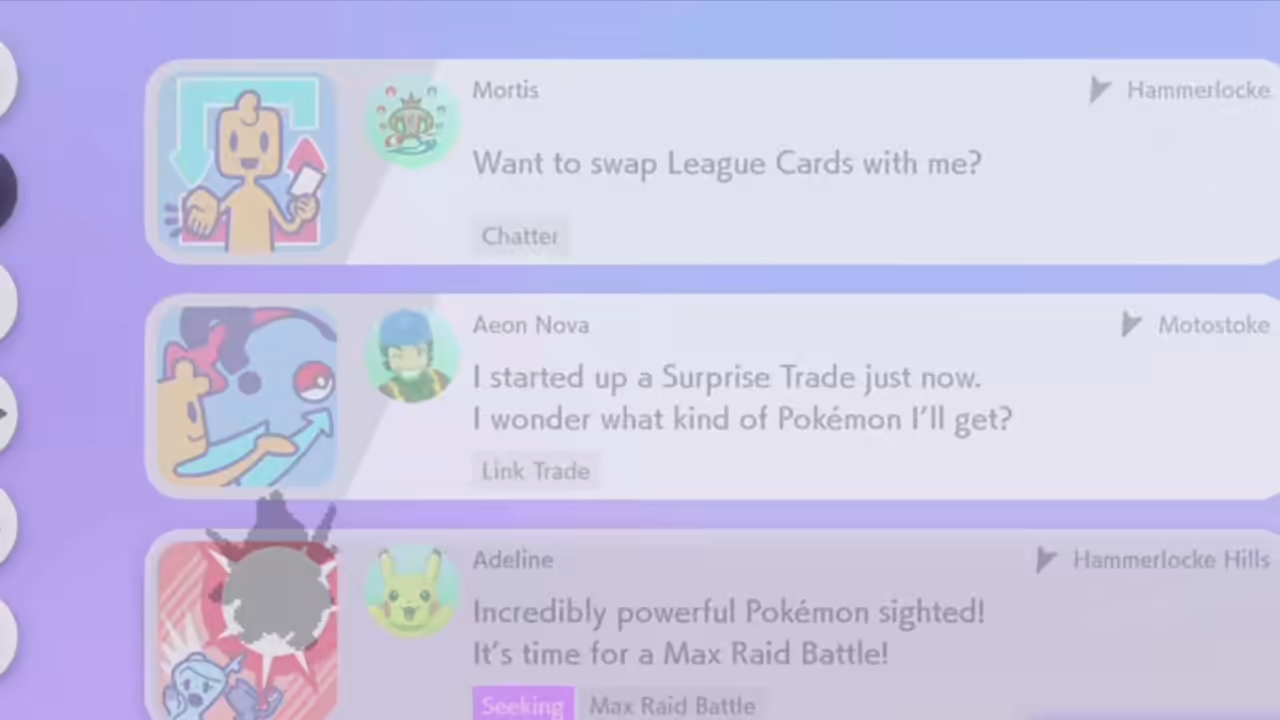 Mortis
Hammerlocke
Want to swap League Cards with me?
Chatter
Aeon Nova
Motostoke
I started up a Surprise Trade just now.
I wonder what kind of Pokémon I'll get?
Link Trade
Adeline
Hammerlocke Hills
Incredibly powerful Pokémon sighted!
It's time for a Max Raid Battle!
Seeking
Max Raid Battle